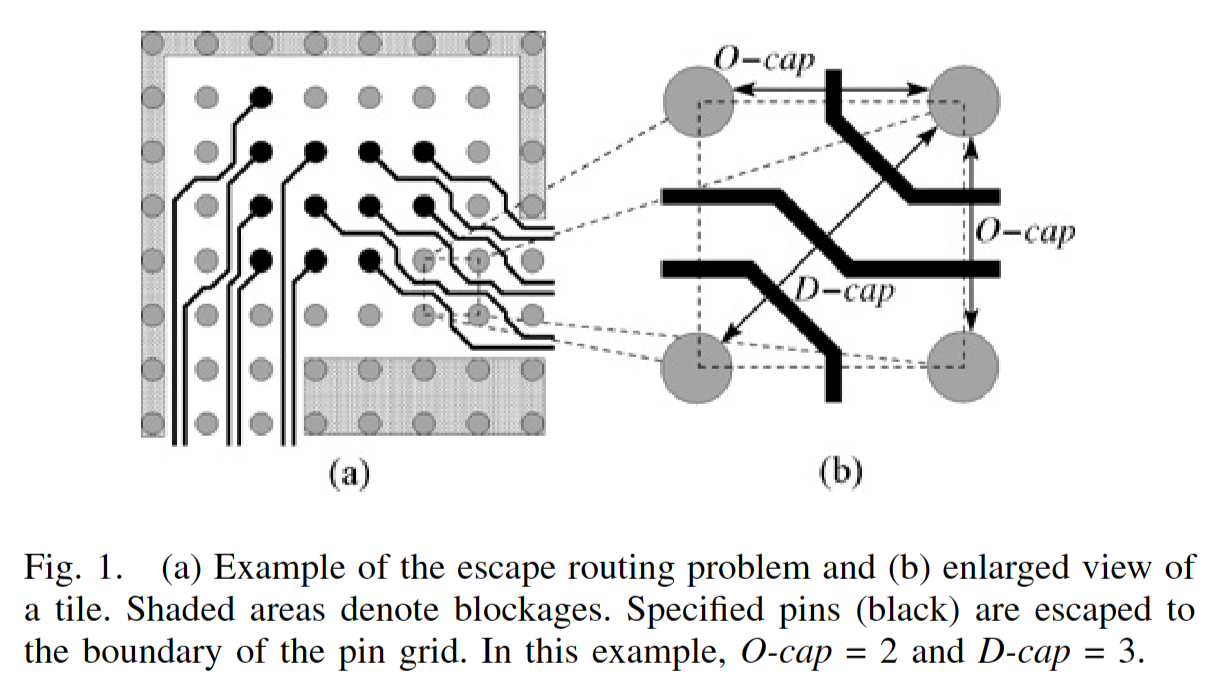 O−cap
O−cap
D−cap
(a)
(b)
Fig. 1. (a) Example of the escape routing problem and (b) enlarged view of
a tile. Shaded areas denote blockages. Specified pins (black) are escaped to
the boundary of the pin grid. In this example, O-cap = 2 and D-cap = 3.